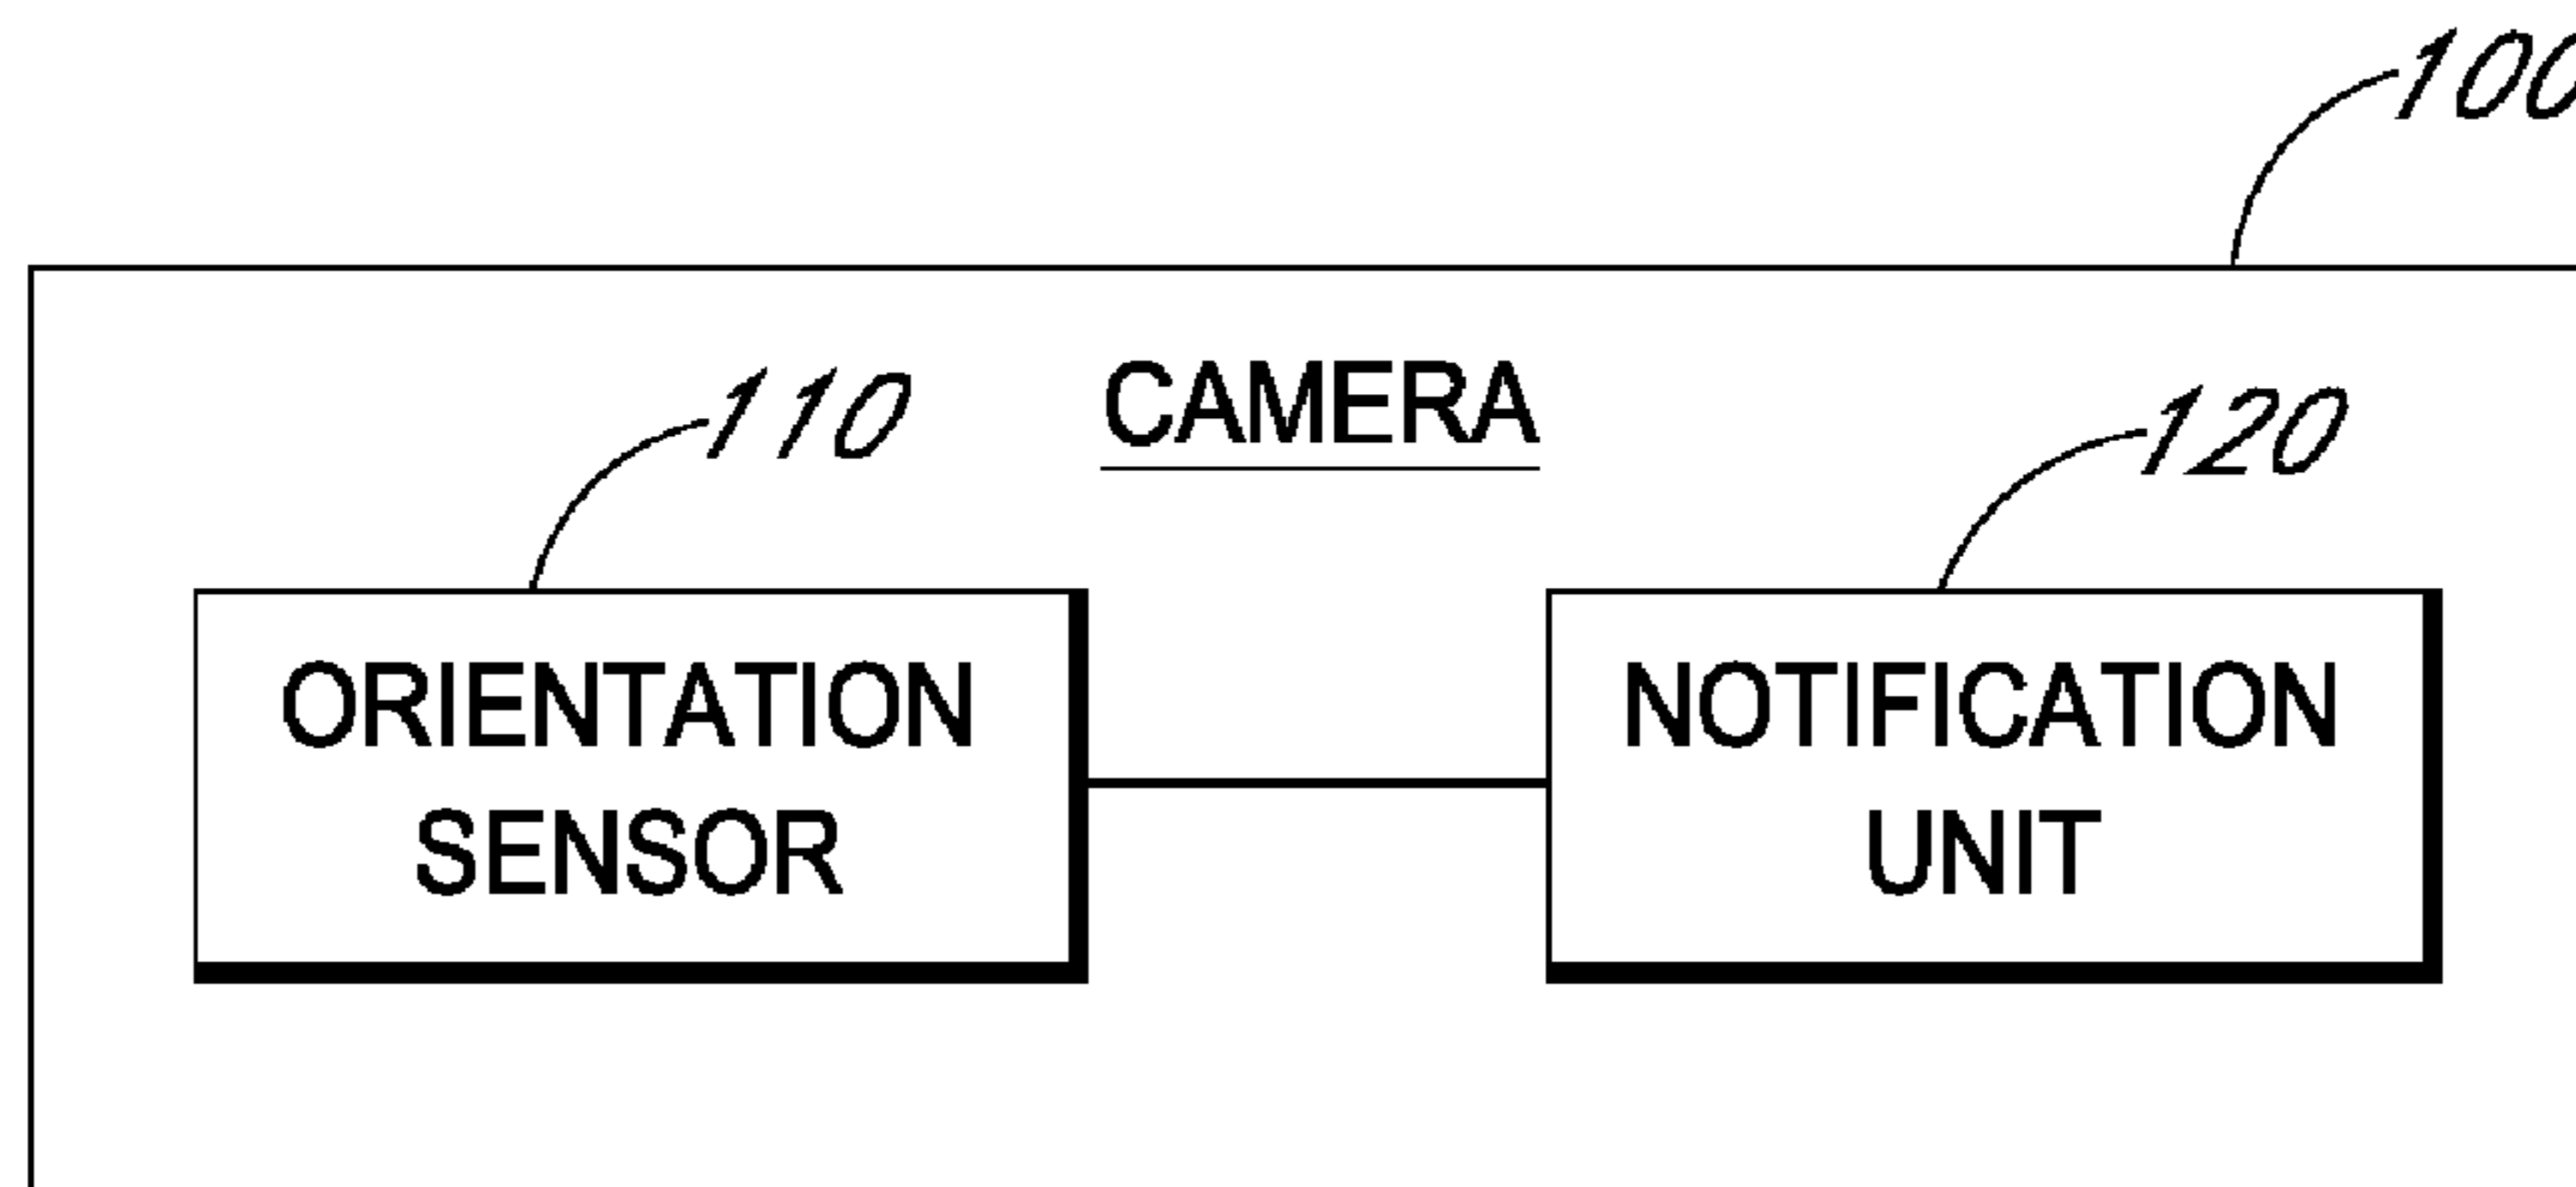 100
110
CAMERA
120
ORIENTATION
SENSOR
NOTIFICATION
UNIT